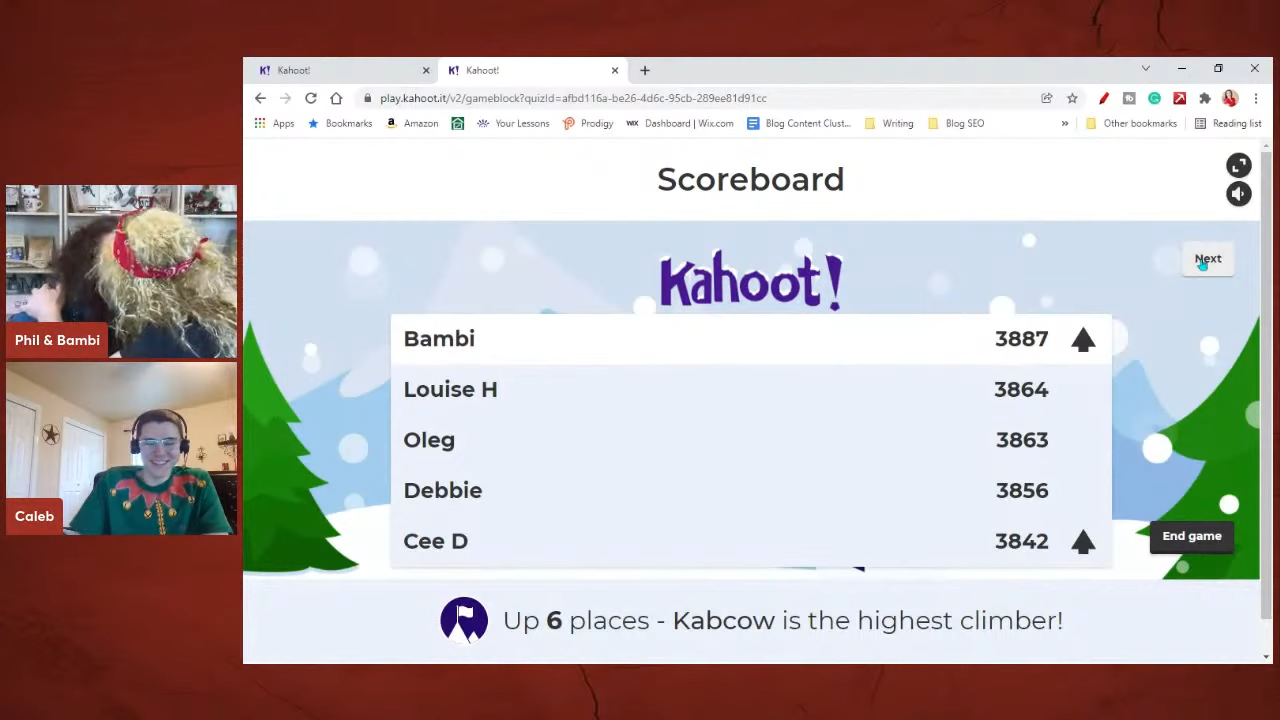 Kahoot!
Kahoot!
play.kahoot.it/v2/gameblock?quizId=afbd116a-be26-4d6c-95cb-289ee81d91cc
Apps Bookmarks Amazon Your Lessons Prodigy WIX Dashboard | Wix.com Blog Content Clust... Writing Blog SEO » Other bookmarks Reading list
Scoreboard
Next
Kahoot!
Bambi 3887
Louise H 3864
Oleg 3863
Debbie 3856
Cee D 3842
End game
Up 6 places - Kabcow is the highest climber!
Phil & Bambi
Caleb